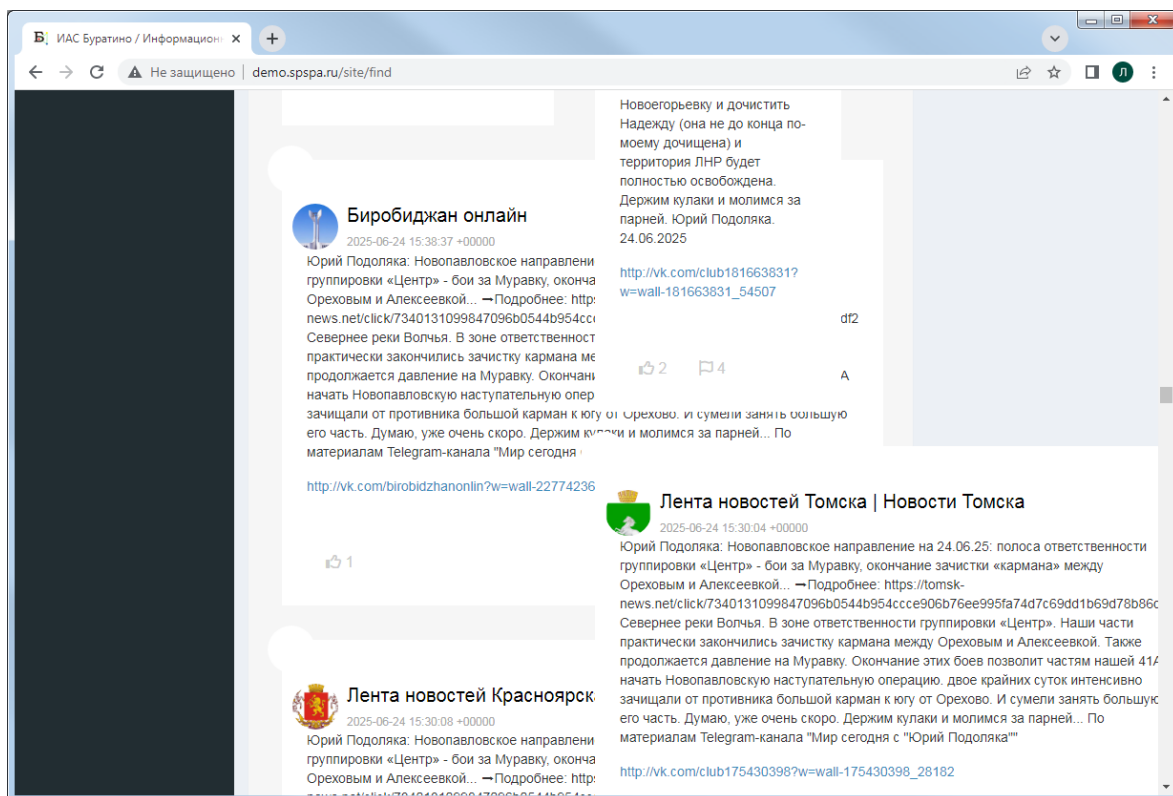 Б
ИАС Буратино / Информацион
Не защищено
demo.spspa.ru/site/find
Л
Новоегорьевку и дочистить
Надежду (она не до конца по-
моему дочищена) и
территория ЛНР будет
полностью освобождена.
Держим кулаки и молимся за
парней. Юрий Подоляка.
24.06.2025
http://vk.com/club181663831?
w=wall-181663831_54507
2
4
Биробиджан онлайн
2025-06-24 15:38:37 +00000
Юрий Подоляка: Новопавловское направлени
группировки «Центр» - бои за Муравку, оконча
Ореховым и Алексеевкой... ➞Подробнее: http
news.net/click/7340131099847096b0544b954cc
df2
Севернее реки Волчья. В зоне ответственност
практически закончились зачистку кармана ме
продолжается давление на Муравку. Окончани
А
начать Новопавловскую наступательную опер
зачищали от противника большой карман к югу от Орехово. И сумели занять большую
его часть. Думаю, уже очень скоро. Держим кулаки и молимся за парней... По
материалам Telegram-канала "Мир сегодня
http://vk.com/birobidzhanonlin?w=wall-22774236
1
Лента новостей Томска | Новости Томска
2025-06-24 15:30:04 +00000
Юрий Подоляка: Новопавловское направление на 24.06.25: полоса ответственности
группировки «Центр» - бои за Муравку, окончание зачистки «кармана» между
Ореховым и Алексеевкой... ➞Подробнее: https://tomsk-
news.net/click/7340131099847096b0544b954ccce906b76ee995fa74d7c69dd1b69d78b86c
Севернее реки Волчья. В зоне ответственности группировки «Центр». Наши части
практически закончились зачистку кармана между Ореховым и Алексеевкой. Также
продолжается давление на Муравку. Окончание этих боев позволит частям нашей 41А
начать Новопавловскую наступательную операцию. двое крайних суток интенсивно
зачищали от противника большой карман к югу от Орехово. И сумели занять большую
его часть. Думаю, уже очень скоро. Держим кулаки и молимся за парней... По
материалам Telegram-канала "Мир сегодня с "Юрий Подоляка""
http://vk.com/club175430398?w=wall-175430398_28182
Лента новостей Красноярск
2025-06-24 15:30:08 +00000
Юрий Подоляка: Новопавловское направлени
группировки «Центр» - бои за Муравку, оконча
Ореховым и Алексеевкой... ➞Подробнее: http